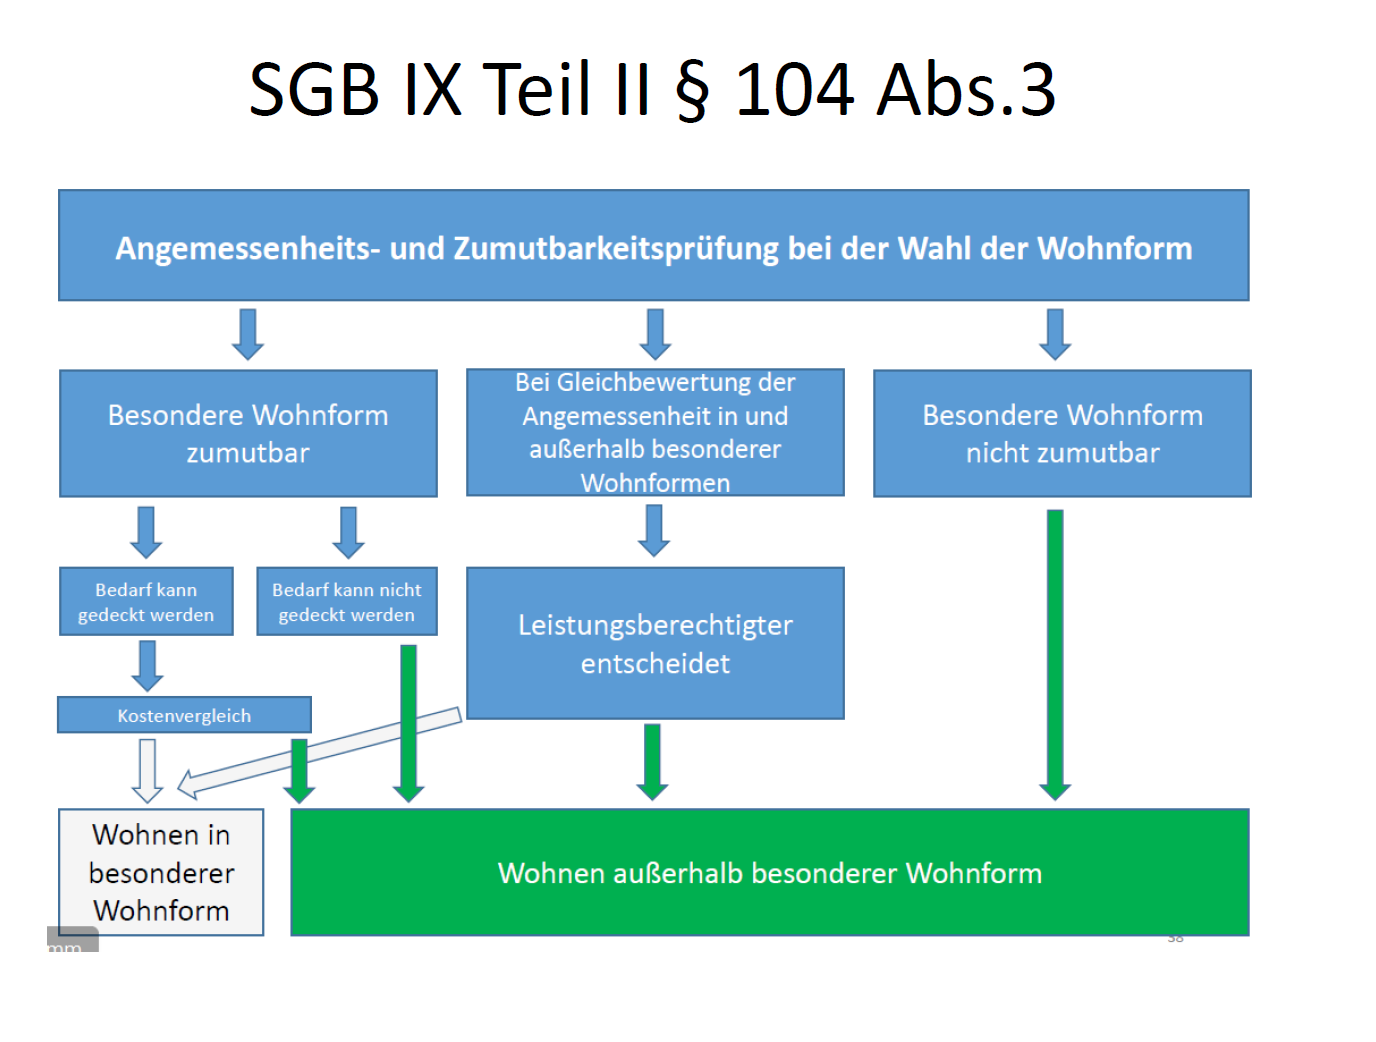 SGB IX Teil II § 104 Abs.3
Angemessenheits- und Zumutbarkeitsprüfung bei der Wahl der Wohnform
Besondere Wohnform
zumutbar
Bei Gleichbewertung der
Angemessenheit in und
außerhalb besonderer
Wohnformen
Besondere Wohnform
nicht zumutbar
Bedarf kann
gedeckt werden
Bedarf kann nicht
gedeckt werden
Leistungsberechtigter
entscheidet
Kostenvergleich
Wohnen in
besonderer
Wohnform
Wohnen außerhalb besonderer Wohnform
38